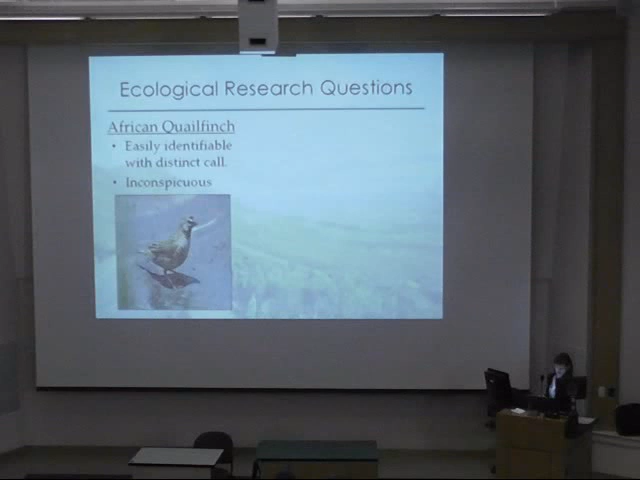 Ecological Research Questions
African Quailfinch
• Easily identifiable
with distinct call.
• Inconspicuous